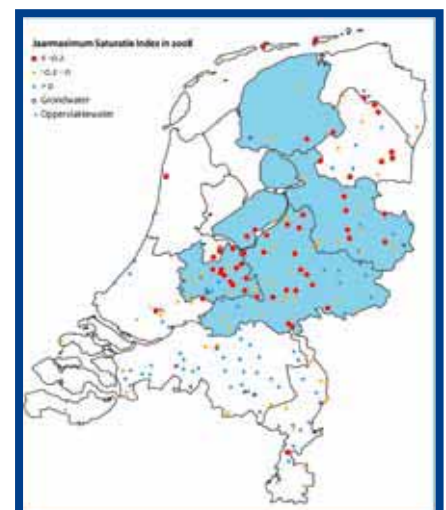 Jaarmaximum Saturatie Index in 2008
< -0,2
-0,2 - 0
> 0
Grondwater
Oppervlaktewater